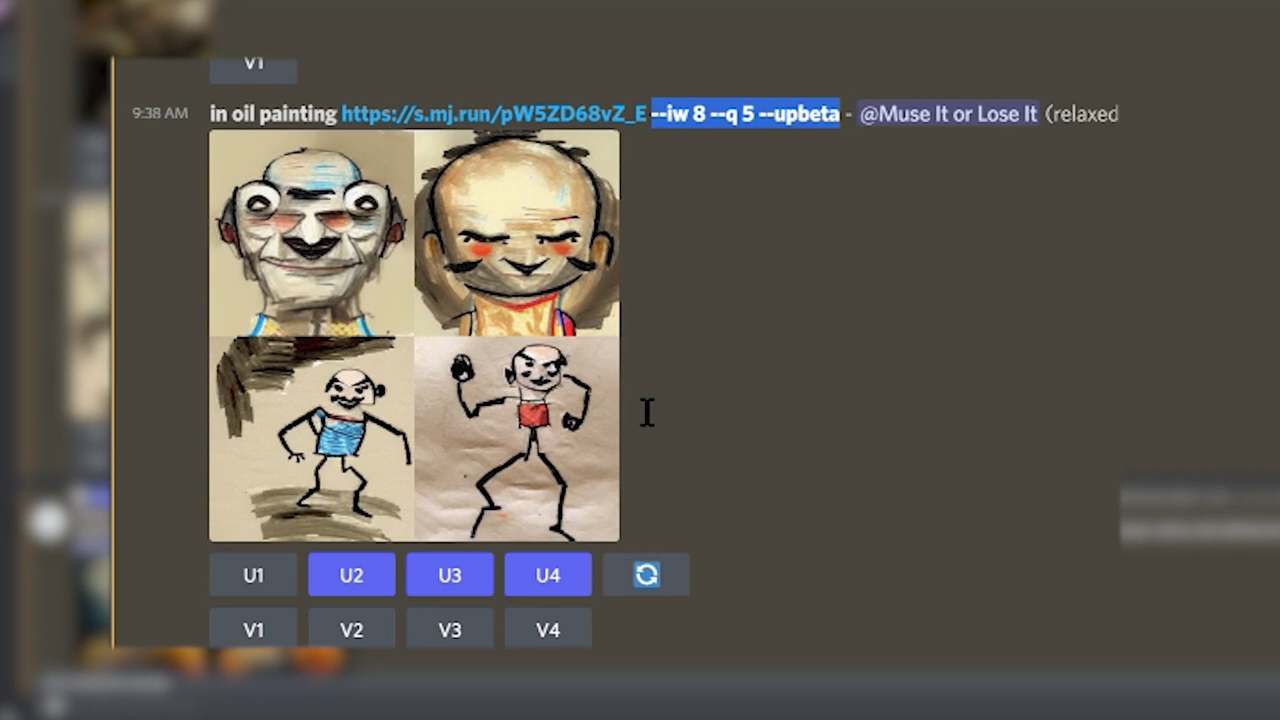 V1
9:38 AM in oil painting https://s.mj.run/pW5ZD68vZ_E --iw 8 --q 5 --upbeta - @Muse It or Lose It (relaxed
U1 U2 U3 U4
V1 V2 V3 V4